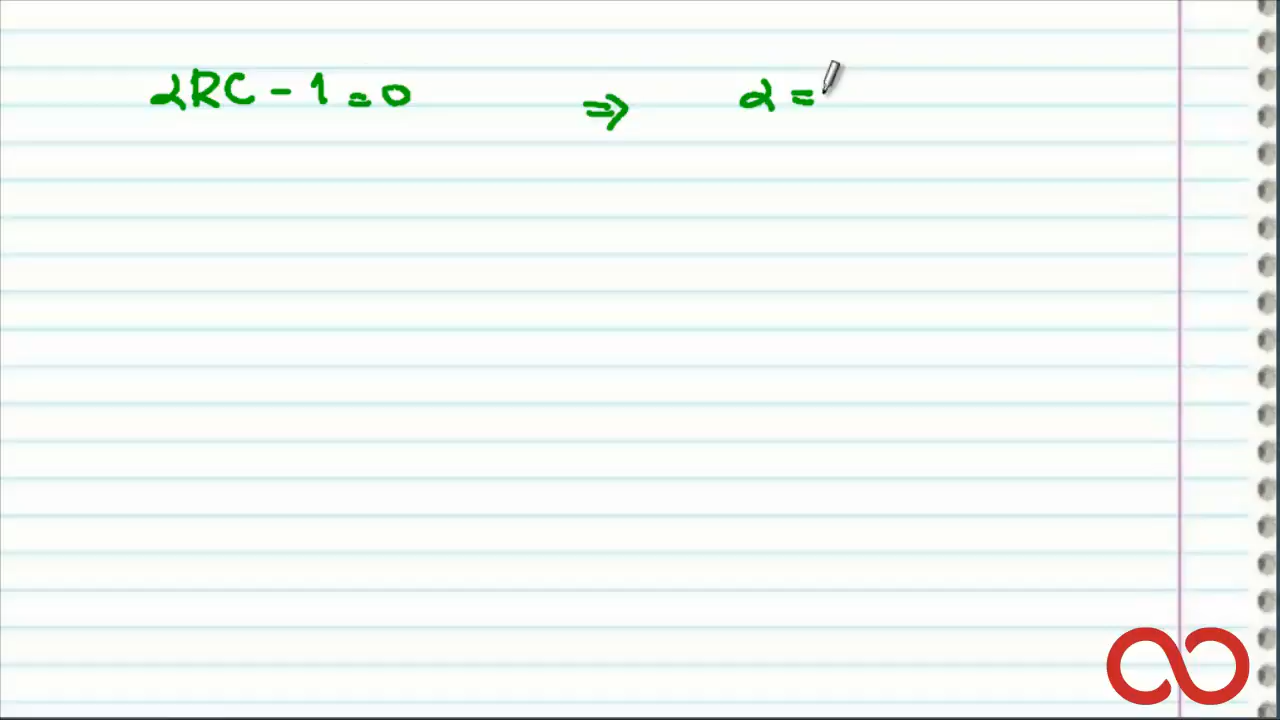 αRC - 1 = 0 ⇒ α =